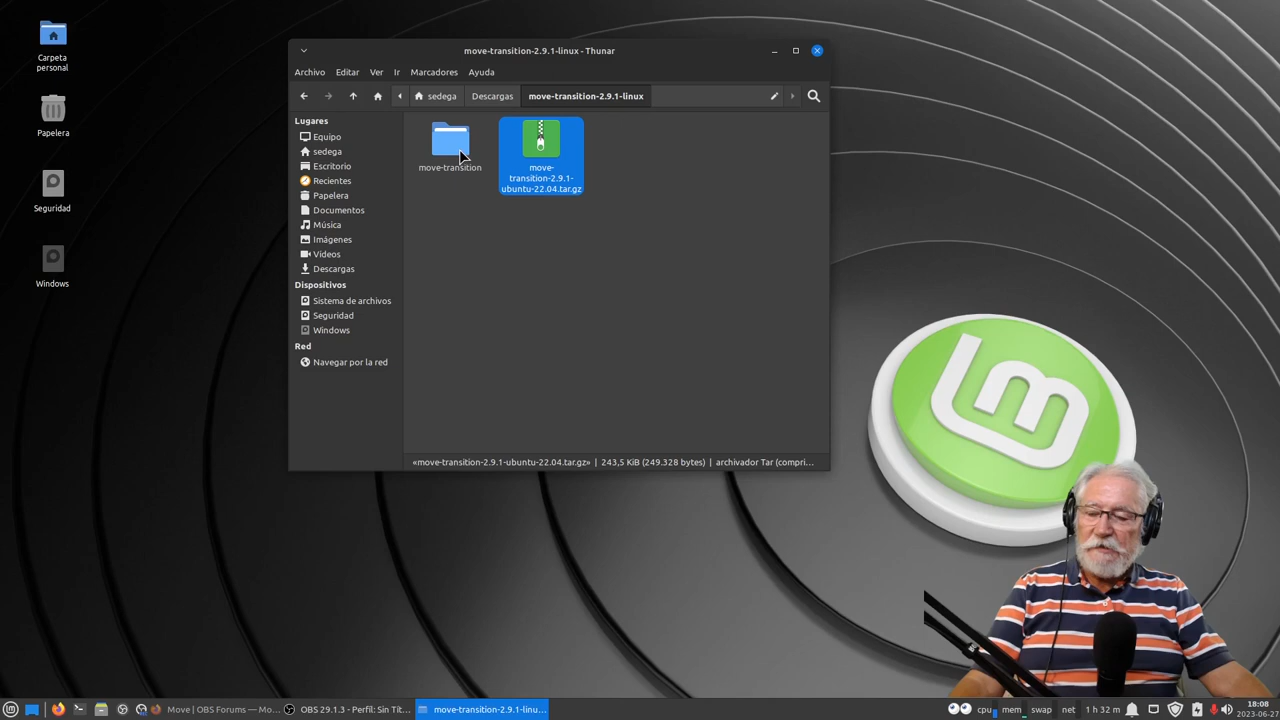 Carpeta
personal
Papelera
Seguridad
Windows
move-transition-2.9.1-linux - Thunar
Archivo Editar Ver Ir Marcadores Ayuda
sedega Descargas move-transition-2.9.1-linux
Lugares
Equipo
sedega
Escritorio
Recientes
Papelera
Documentos
Música
Imágenes
Vídeos
Descargas
Dispositivos
Sistema de archivos
Seguridad
Windows
Red
Navegar por la red
move-transition
move-
transition-2.9.1-
ubuntu-22.04.tar.gz
«move-transition-2.9.1-ubuntu-22.04.tar.gz» | 243,5 KiB (249.328 bytes) | archivador Tar (compri...
Move | OBS Forums — Mo...
OBS 29.1.3 - Perfil: Sin Tít...
move-transition-2.9.1-linu...
cpu mem swap net 1 h 32 m
18:08
2023-06-27